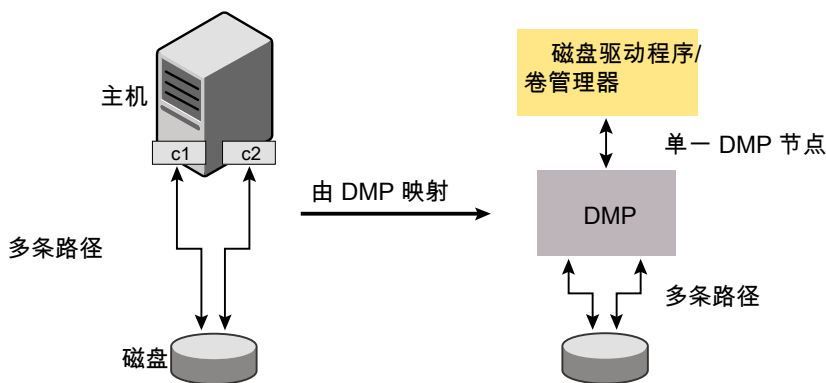 主机
c1
c2
多条路径
磁盘
由 DMP 映射
磁盘驱动程序/
卷管理器
单一 DMP 节点
DMP
多条路径